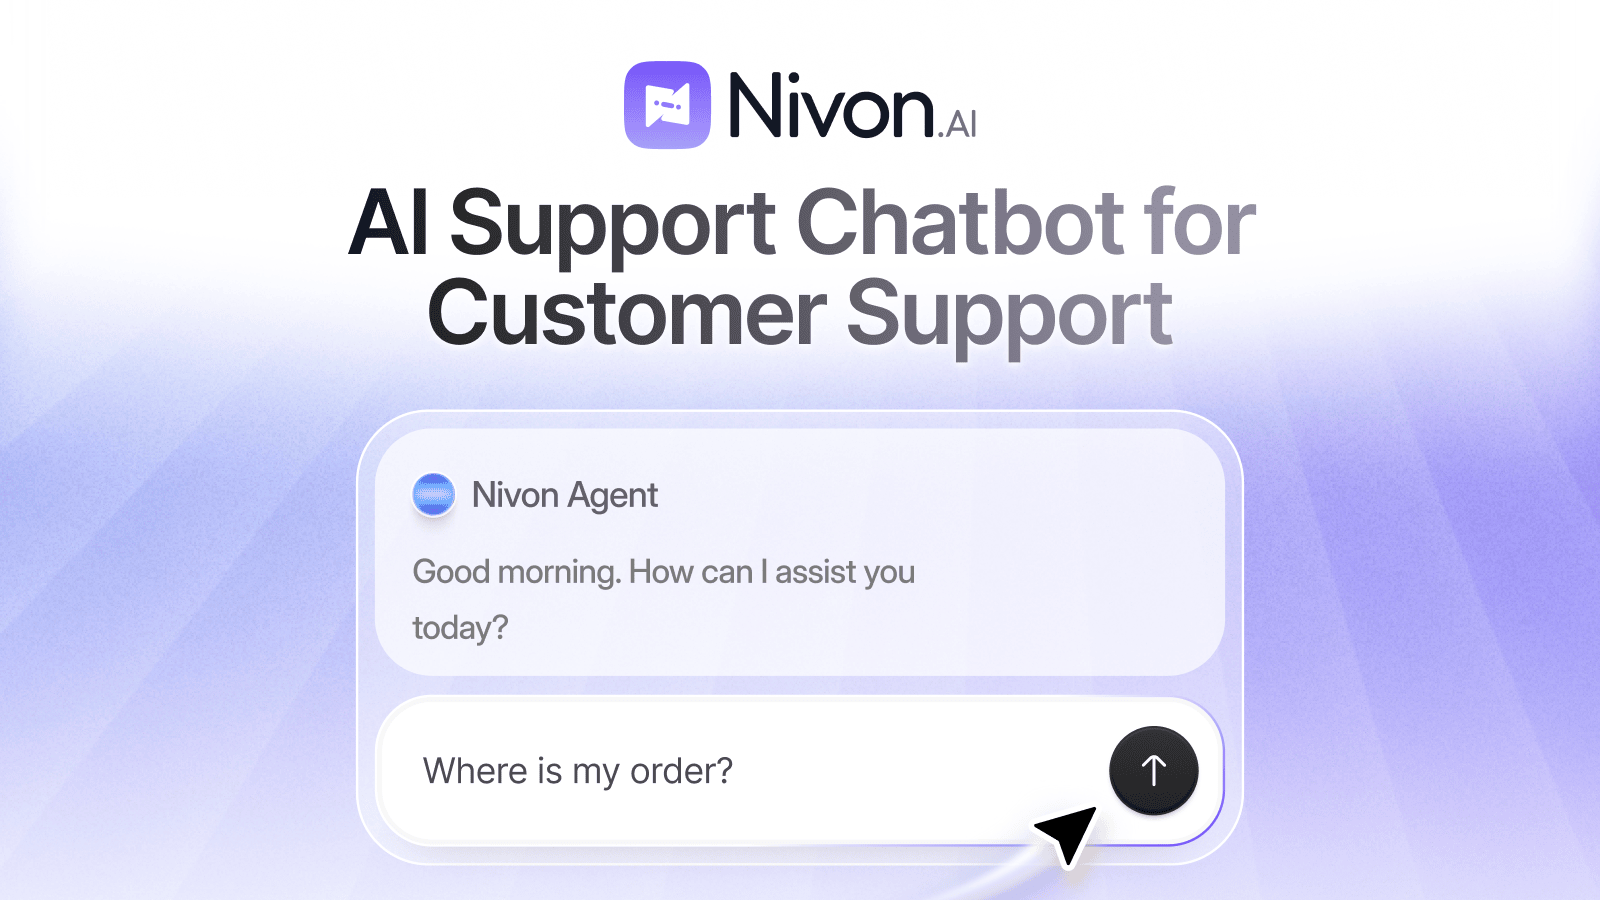 Nivon.AI
AI Support Chatbot for
Customer Support
Nivon Agent
Good morning. How can I assist you
today?
Where is my order?